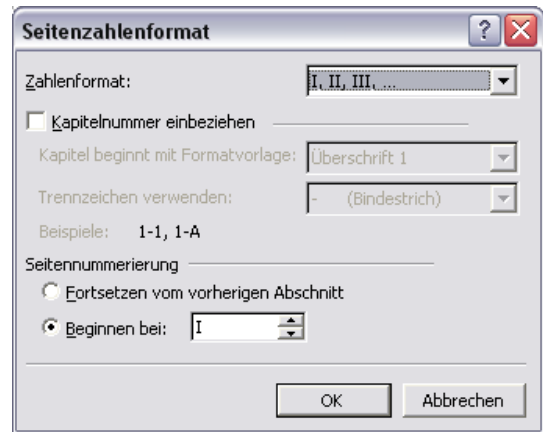 Seitenzahlenformat
Zahlenformat: I, II, III, ...
Kapitelnummer einbeziehen
Kapitel beginnt mit Formatvorlage: Überschrift 1
Trennzeichen verwenden: - (Bindestrich)
Beispiele: 1-1, 1-A
Seitennummerierung
Fortsetzen vom vorherigen Abschnitt
Beginnen bei: I
OK Abbrechen